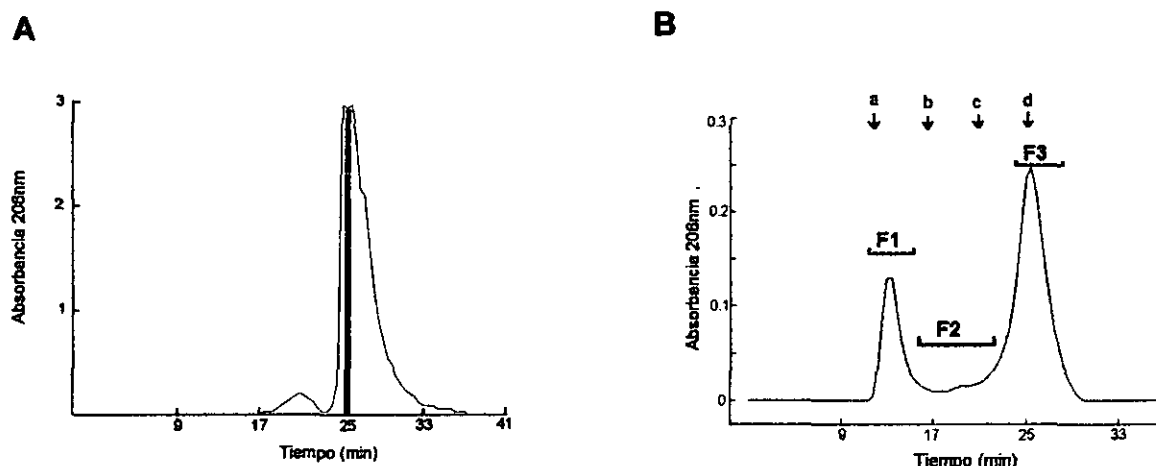 A
3
2
1
Absorbancia 206nm
9 17 25 33 41
Tiempo (min)
B
a b c d
0.3
0.2
0.1
0
Absorbancia 206nm
F1
F2
F3
9 17 25 33
Tiempo (min)